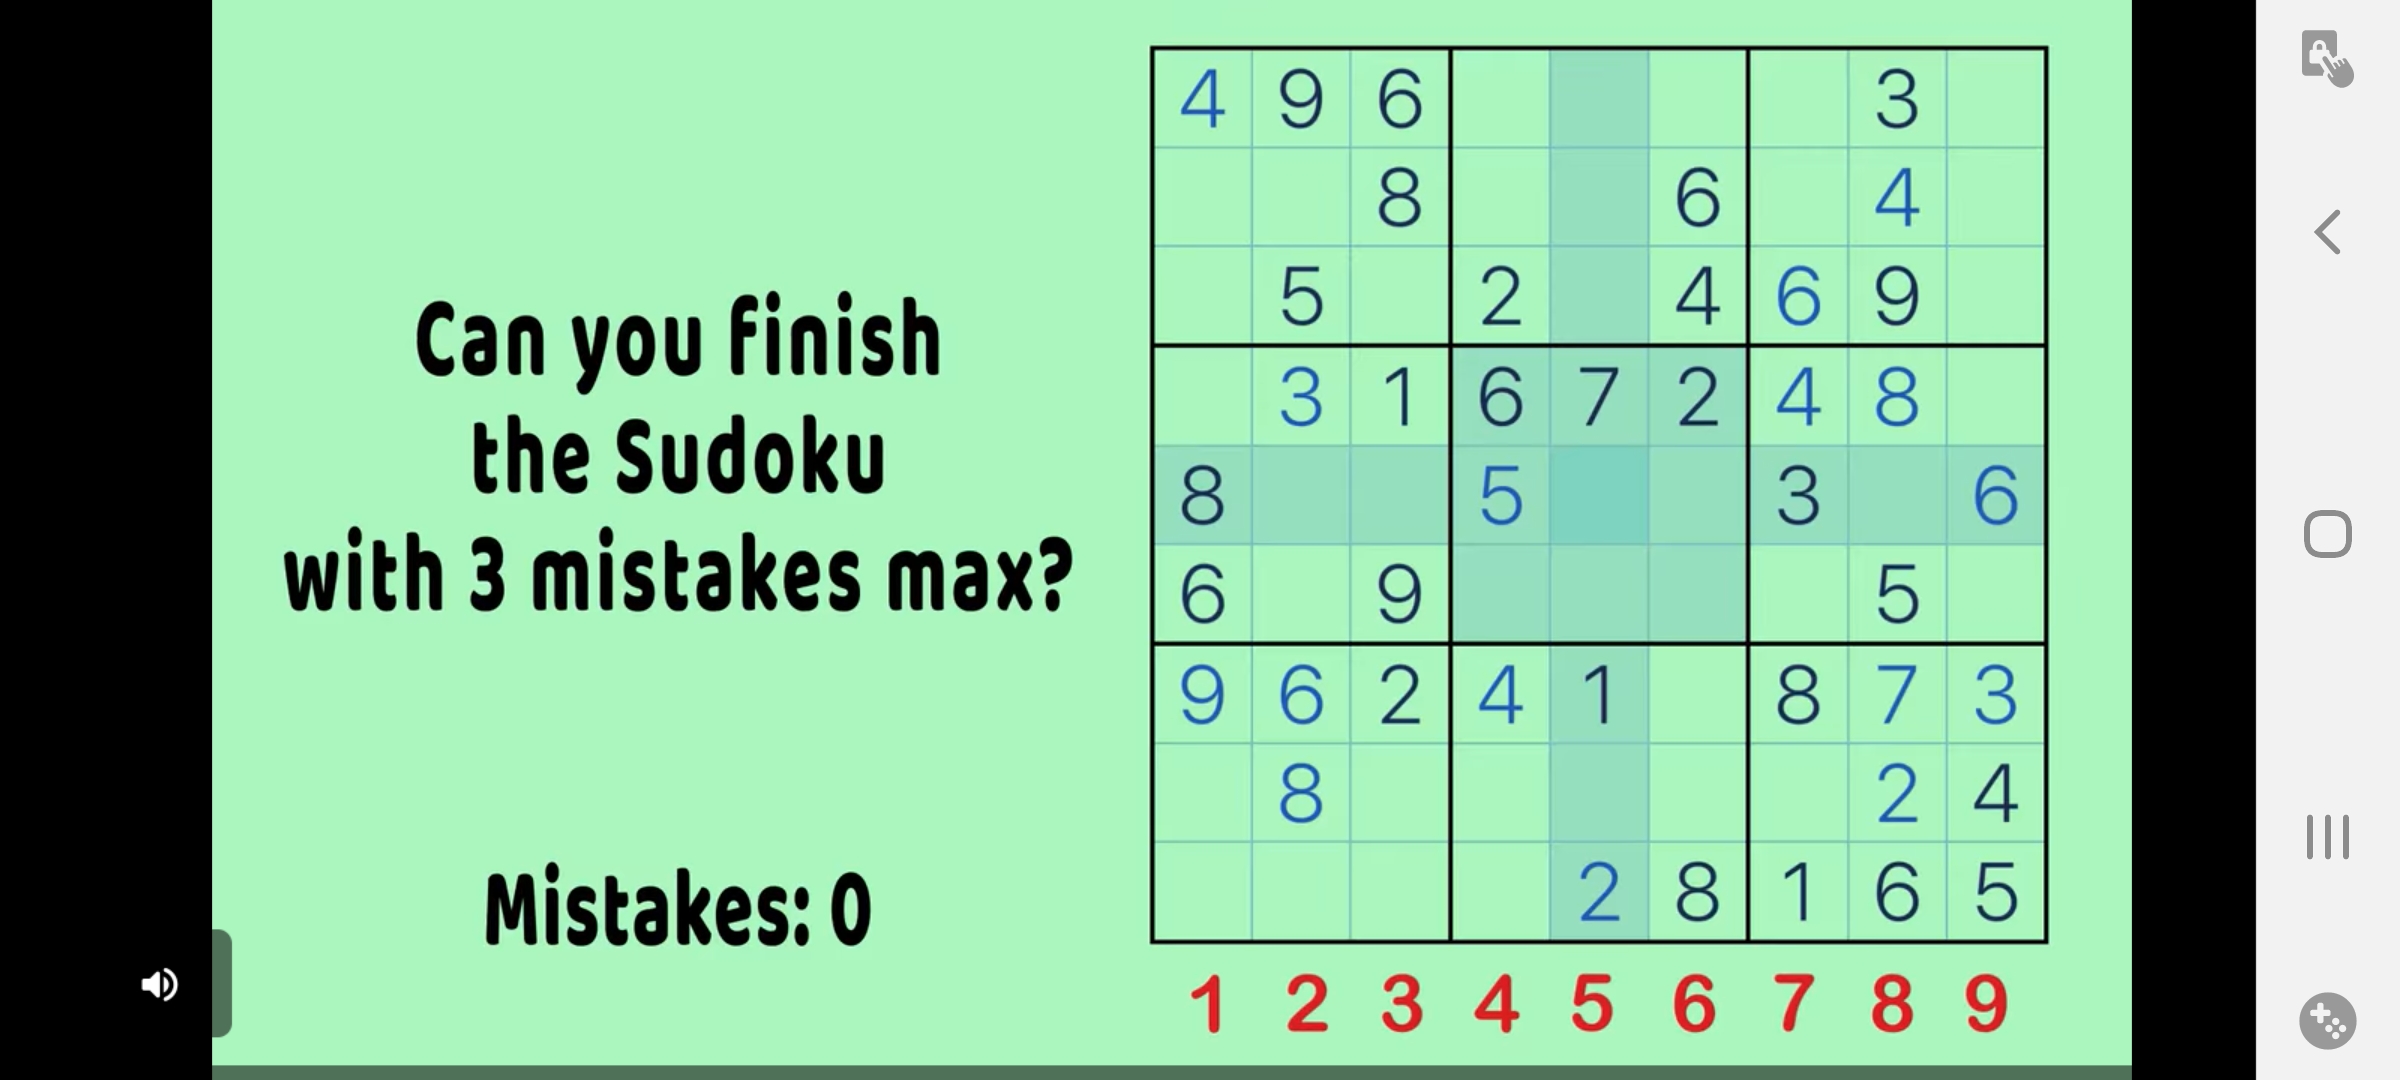 Can you finish
the Sudoku
with 3 mistakes max?
Mistakes: 0
4 9 6 3
8 6 4
5 2 4 6 9
3 1 6 7 2 4 8
8 5 3 6
6 9 5
9 6 2 4 1 8 7 3
8 2 4
2 8 1 6 5
1 2 3 4 5 6 7 8 9